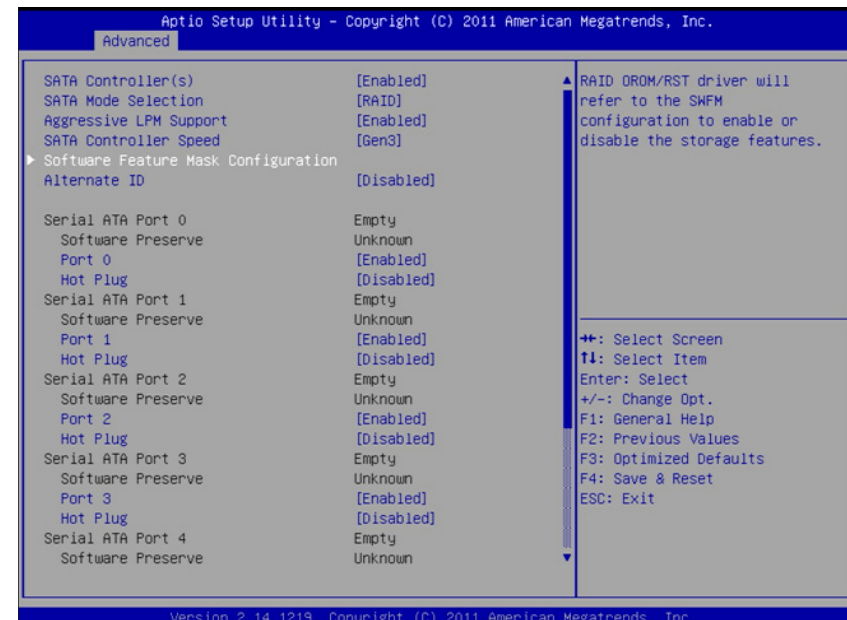 Aptio Setup Utility – Copyright (C) 2011 American Megatrends, Inc.
Advanced
SATA Controller(s) [Enabled]
SATA Mode Selection [RAID]
Aggressive LPM Support [Enabled]
SATA Controller Speed [Gen3]
Software Feature Mask Configuration
Alternate ID [Disabled]
Serial ATA Port 0 Empty
Software Preserve Unknown
Port 0 [Enabled]
Hot Plug [Disabled]
Serial ATA Port 1 Empty
Software Preserve Unknown
Port 1 [Enabled]
Hot Plug [Disabled]
Serial ATA Port 2 Empty
Software Preserve Unknown
Port 2 [Enabled]
Hot Plug [Disabled]
Serial ATA Port 3 Empty
Software Preserve Unknown
Port 3 [Enabled]
Hot Plug [Disabled]
Serial ATA Port 4 Empty
Software Preserve Unknown
RAID OROM/RST driver will
refer to the SWFM
configuration to enable or
disable the storage features.
→←: Select Screen
↑↓: Select Item
Enter: Select
+/-: Change Opt.
F1: General Help
F2: Previous Values
F3: Optimized Defaults
F4: Save & Reset
ESC: Exit
Version 2.14.1219. Copyright (C) 2011 American Megatrends, Inc.